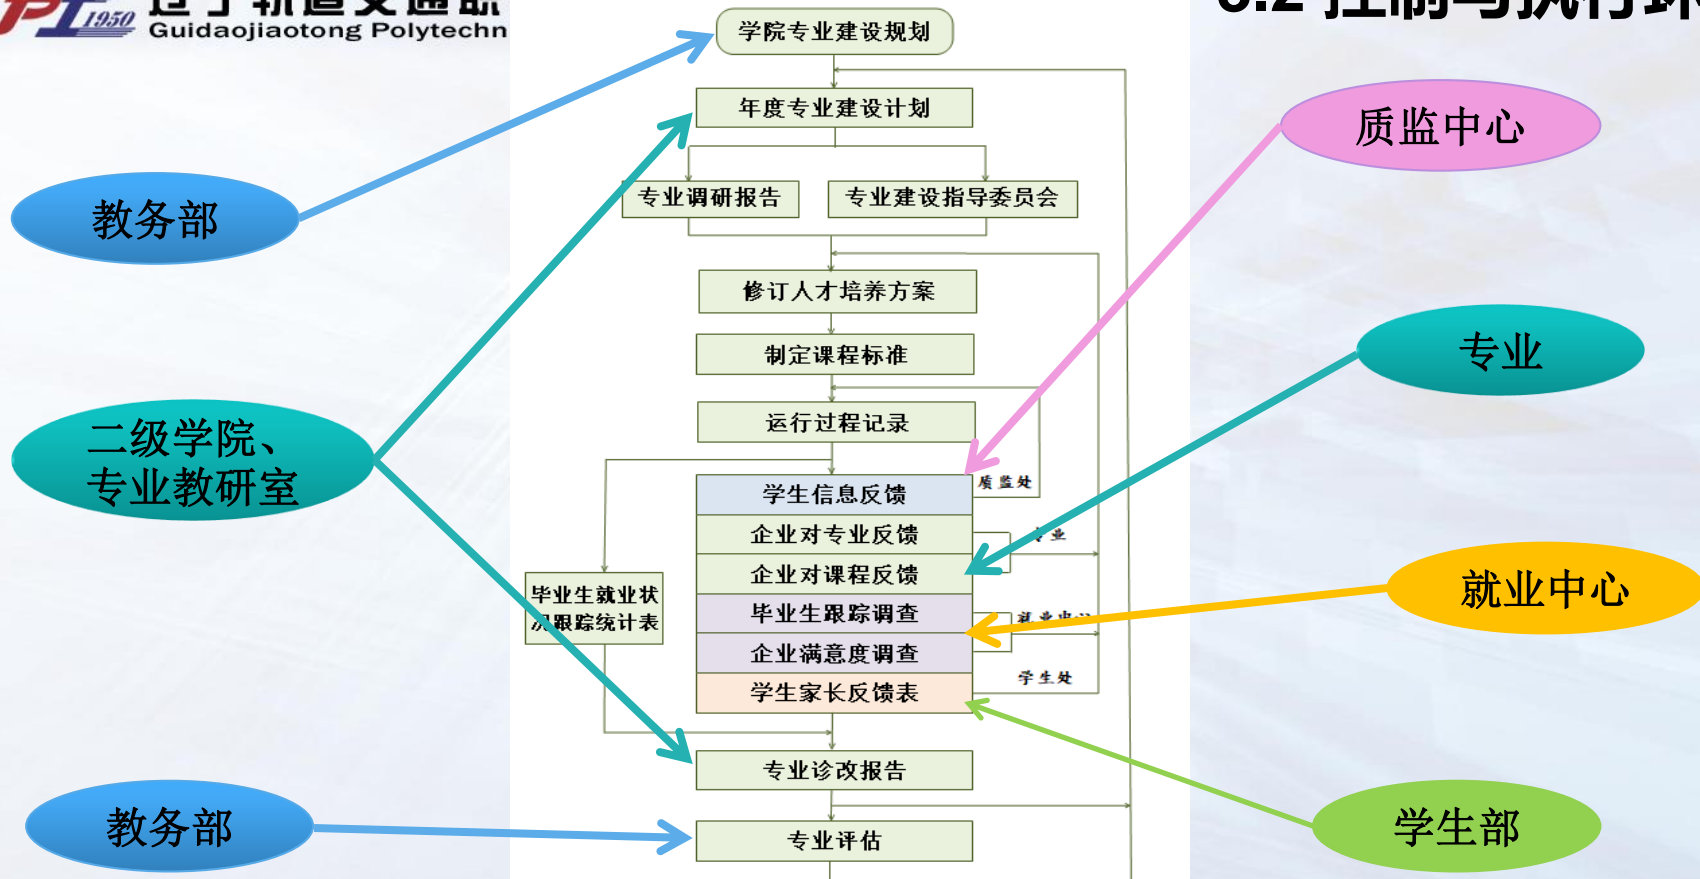 1950
Guidaojiaotong Polytechn
学院专业建设规划
年度专业建设计划
质监中心
教务部
专业调研报告
专业建设指导委员会
修订人才培养方案
制定课程标准
专业
运行过程记录
二级学院、
专业教研室
质监处
学生信息反馈
企业对专业反馈
专业
企业对课程反馈
就业中心
毕业生就业状
况跟踪统计表
毕业生跟踪调查
企业满意度调查
学生处
学生家长反馈表
专业诊改报告
教务部
专业评估
学生部